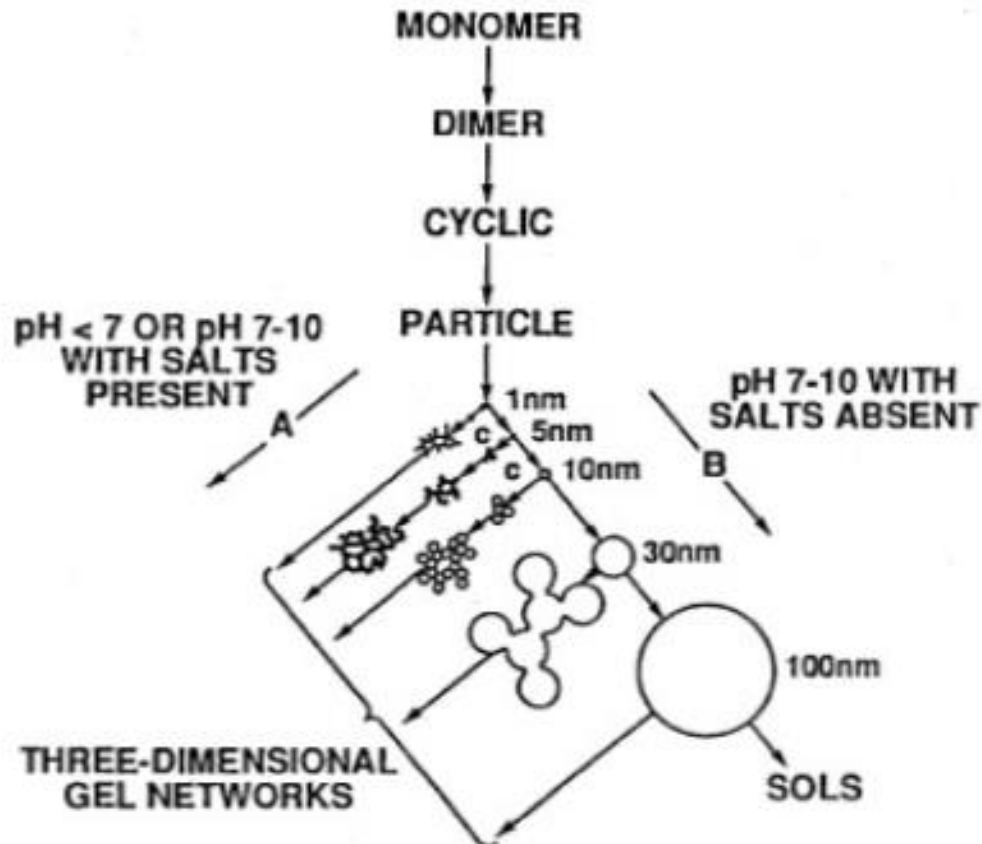 MONOMER
DIMER
CYCLIC
PARTICLE
pH < 7 OR pH 7-10
WITH SALTS
PRESENT
A
pH 7-10 WITH
SALTS ABSENT
B
1nm
c
5nm
c
10nm
30nm
100nm
THREE-DIMENSIONAL
GEL NETWORKS
SOLS